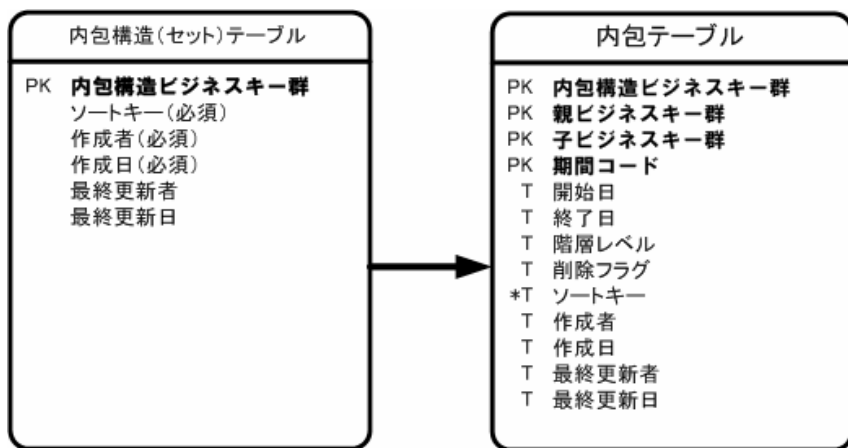 内包構造(セット)テーブル
PK 内包構造ビジネスキー群
ソートキー(必須)
作成者(必須)
作成日(必須)
最終更新者
最終更新日
内包テーブル
PK 内包構造ビジネスキー群
PK 親ビジネスキー群
PK 子ビジネスキー群
PK 期間コード
T 開始日
T 終了日
T 階層レベル
T 削除フラグ
*T ソートキー
T 作成者
T 作成日
T 最終更新者
T 最終更新日